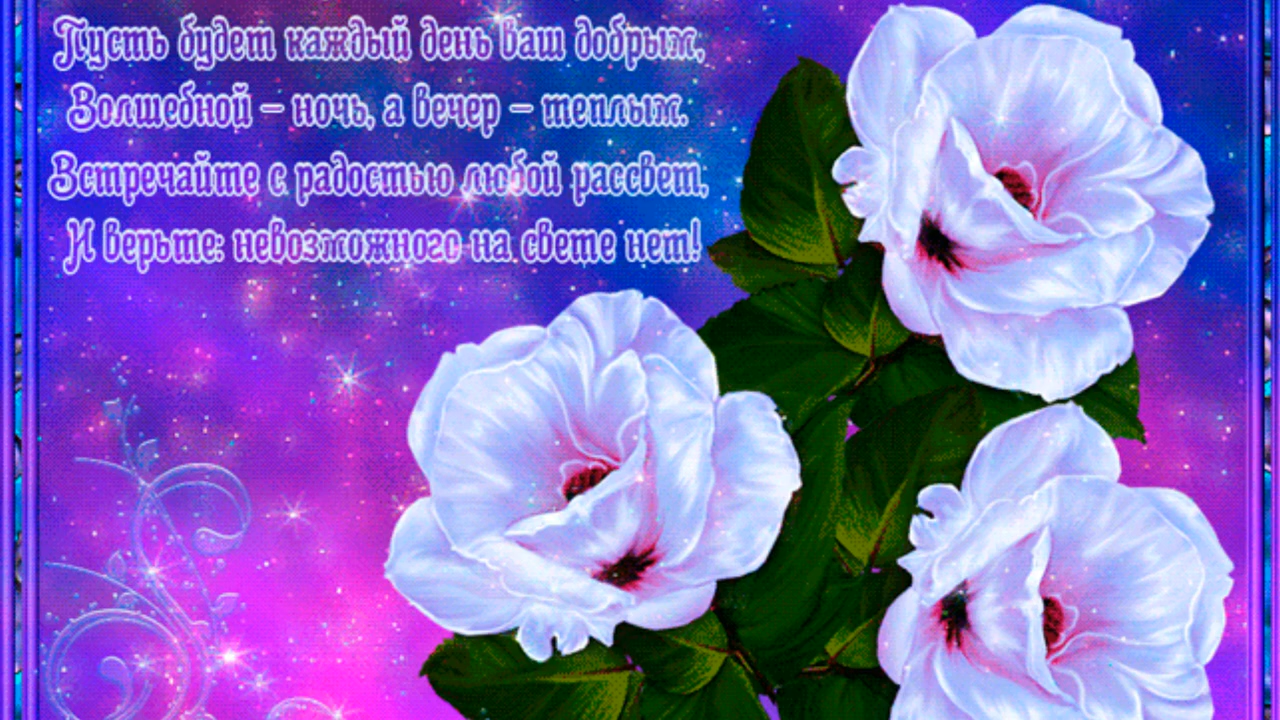 Пусть будет каждый день ваш добрым,
Волшебной – ночь, а вечер – теплым.
Встречайте с радостью любой рассвет,
И верьте: невозможного на свете нет!